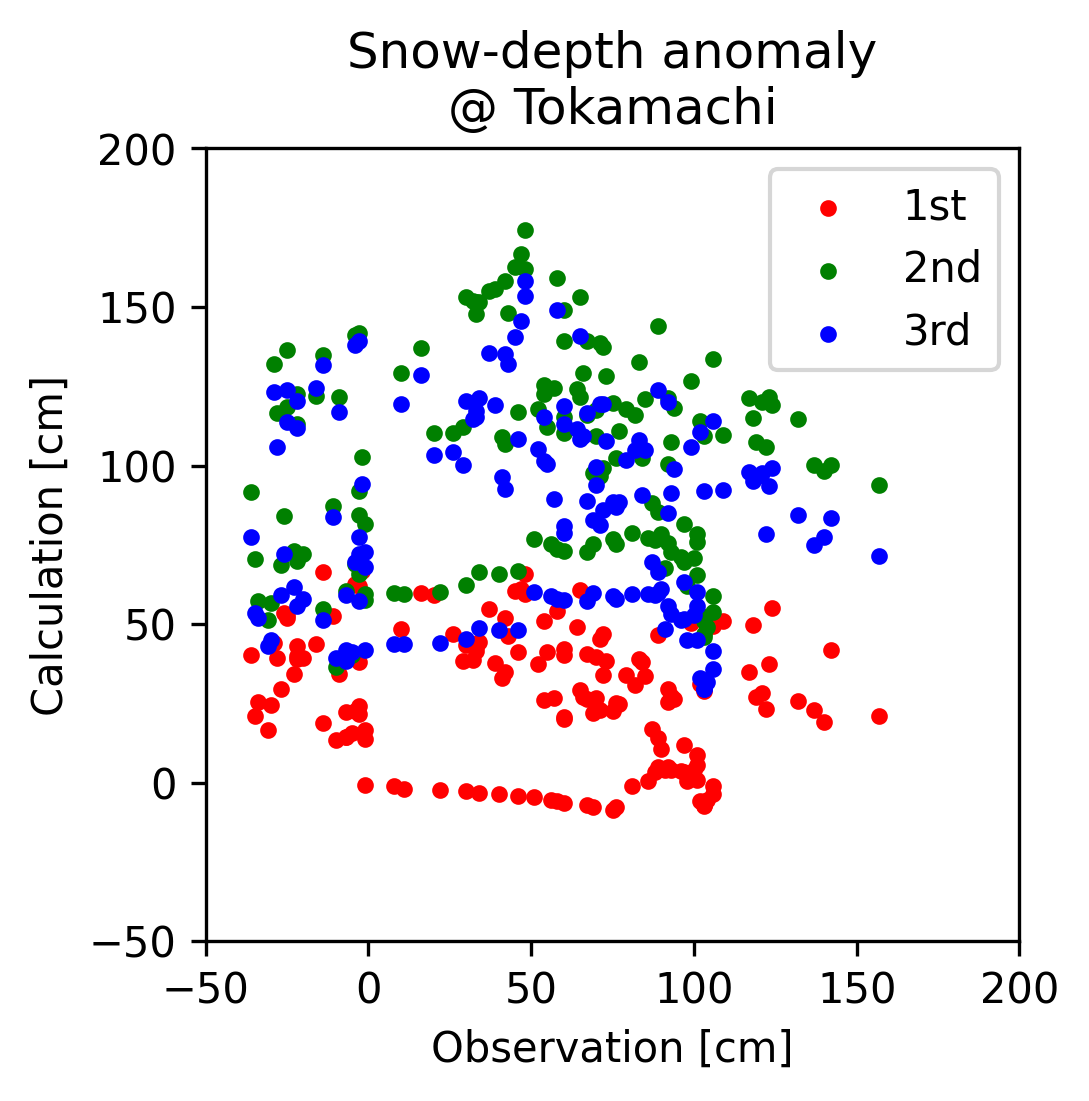 Snow-depth anomaly
@ Tokamachi
200
150
100
50
0
−50
Calculation [cm]
1st
2nd
3rd
−50 0 50 100 150 200
Observation [cm]